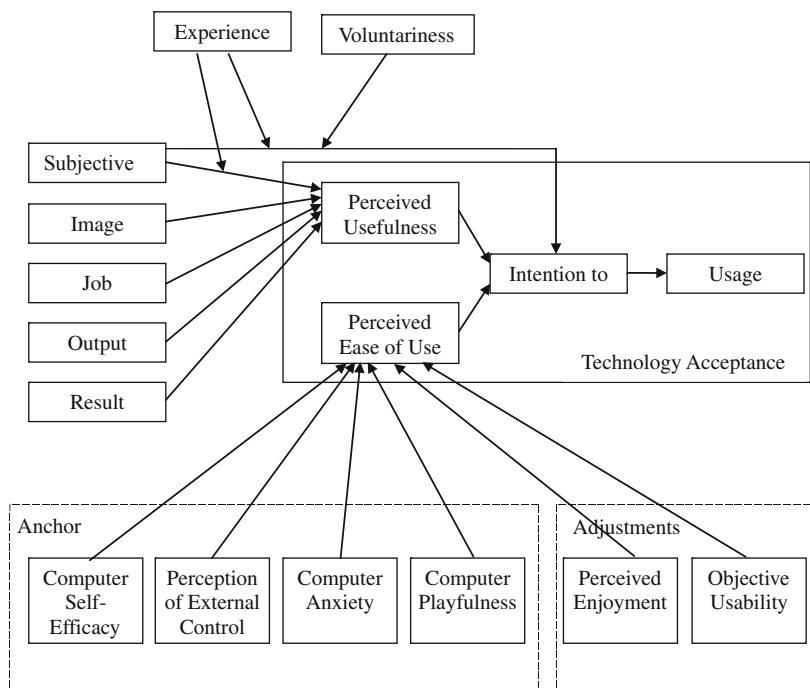 Experience
Voluntariness
Subjective
Perceived
Usefulness
Image
Intention to
Usage
Job
Perceived
Ease of Use
Output
Technology Acceptance
Result
Anchor
Adjustments
Computer
Self-
Efficacy
Perception
of External
Control
Computer
Anxiety
Computer
Playfulness
Perceived
Enjoyment
Objective
Usability